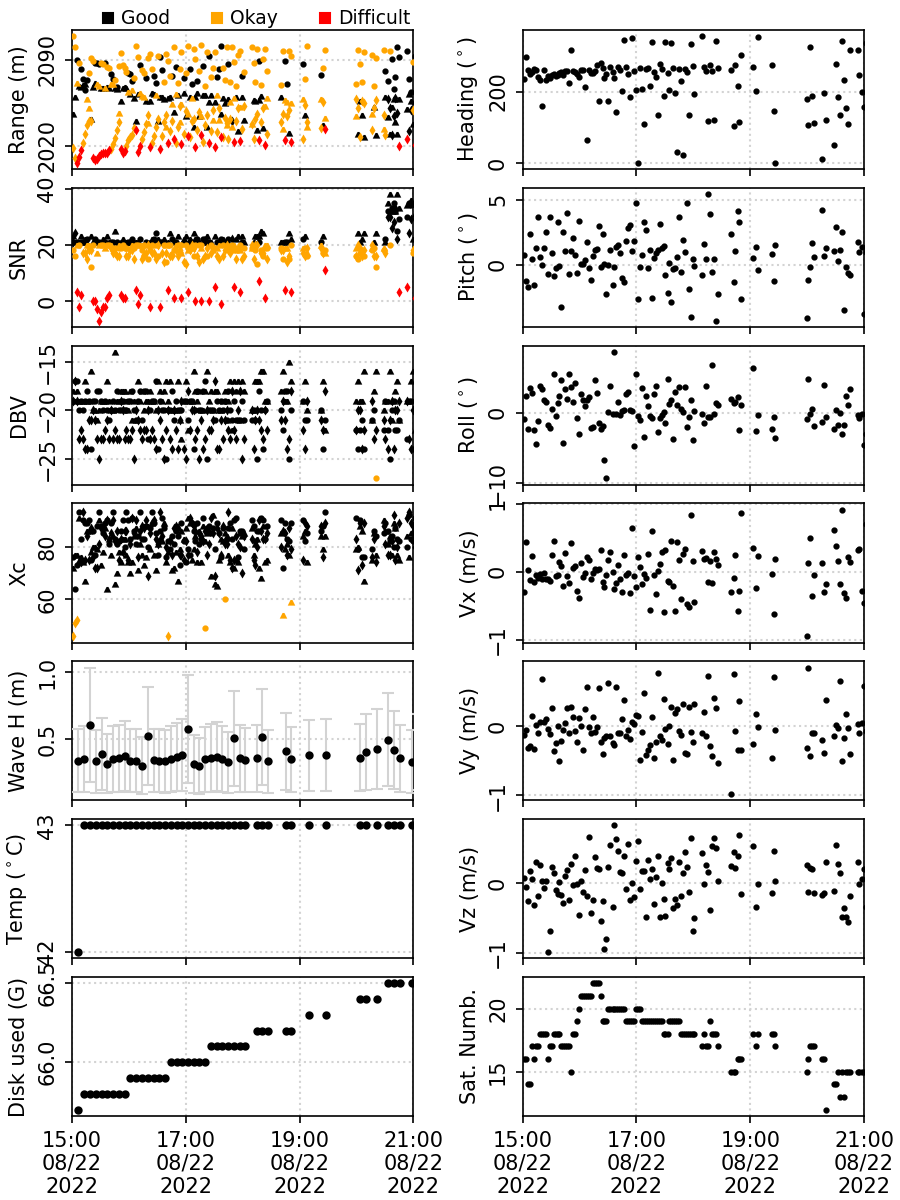 Good Okay Difficult
Range (m)
2090
2020
Heading (°)
200
0
SNR
40
20
0
Pitch (°)
5
0
DBV
−15
−20
−25
Roll (°)
0
−10
Xc
80
60
Vx (m/s)
1
0
−1
Wave H (m)
1.0
0.5
Vy (m/s)
0
−1
Temp (°C)
43
42
Vz (m/s)
0
−1
Disk used (G)
66.5
66.0
Sat. Numb.
20
15
15:00 17:00 19:00 21:00
08/22 08/22 08/22 08/22
2022 2022 2022 2022
15:00 17:00 19:00 21:00
08/22 08/22 08/22 08/22
2022 2022 2022 2022